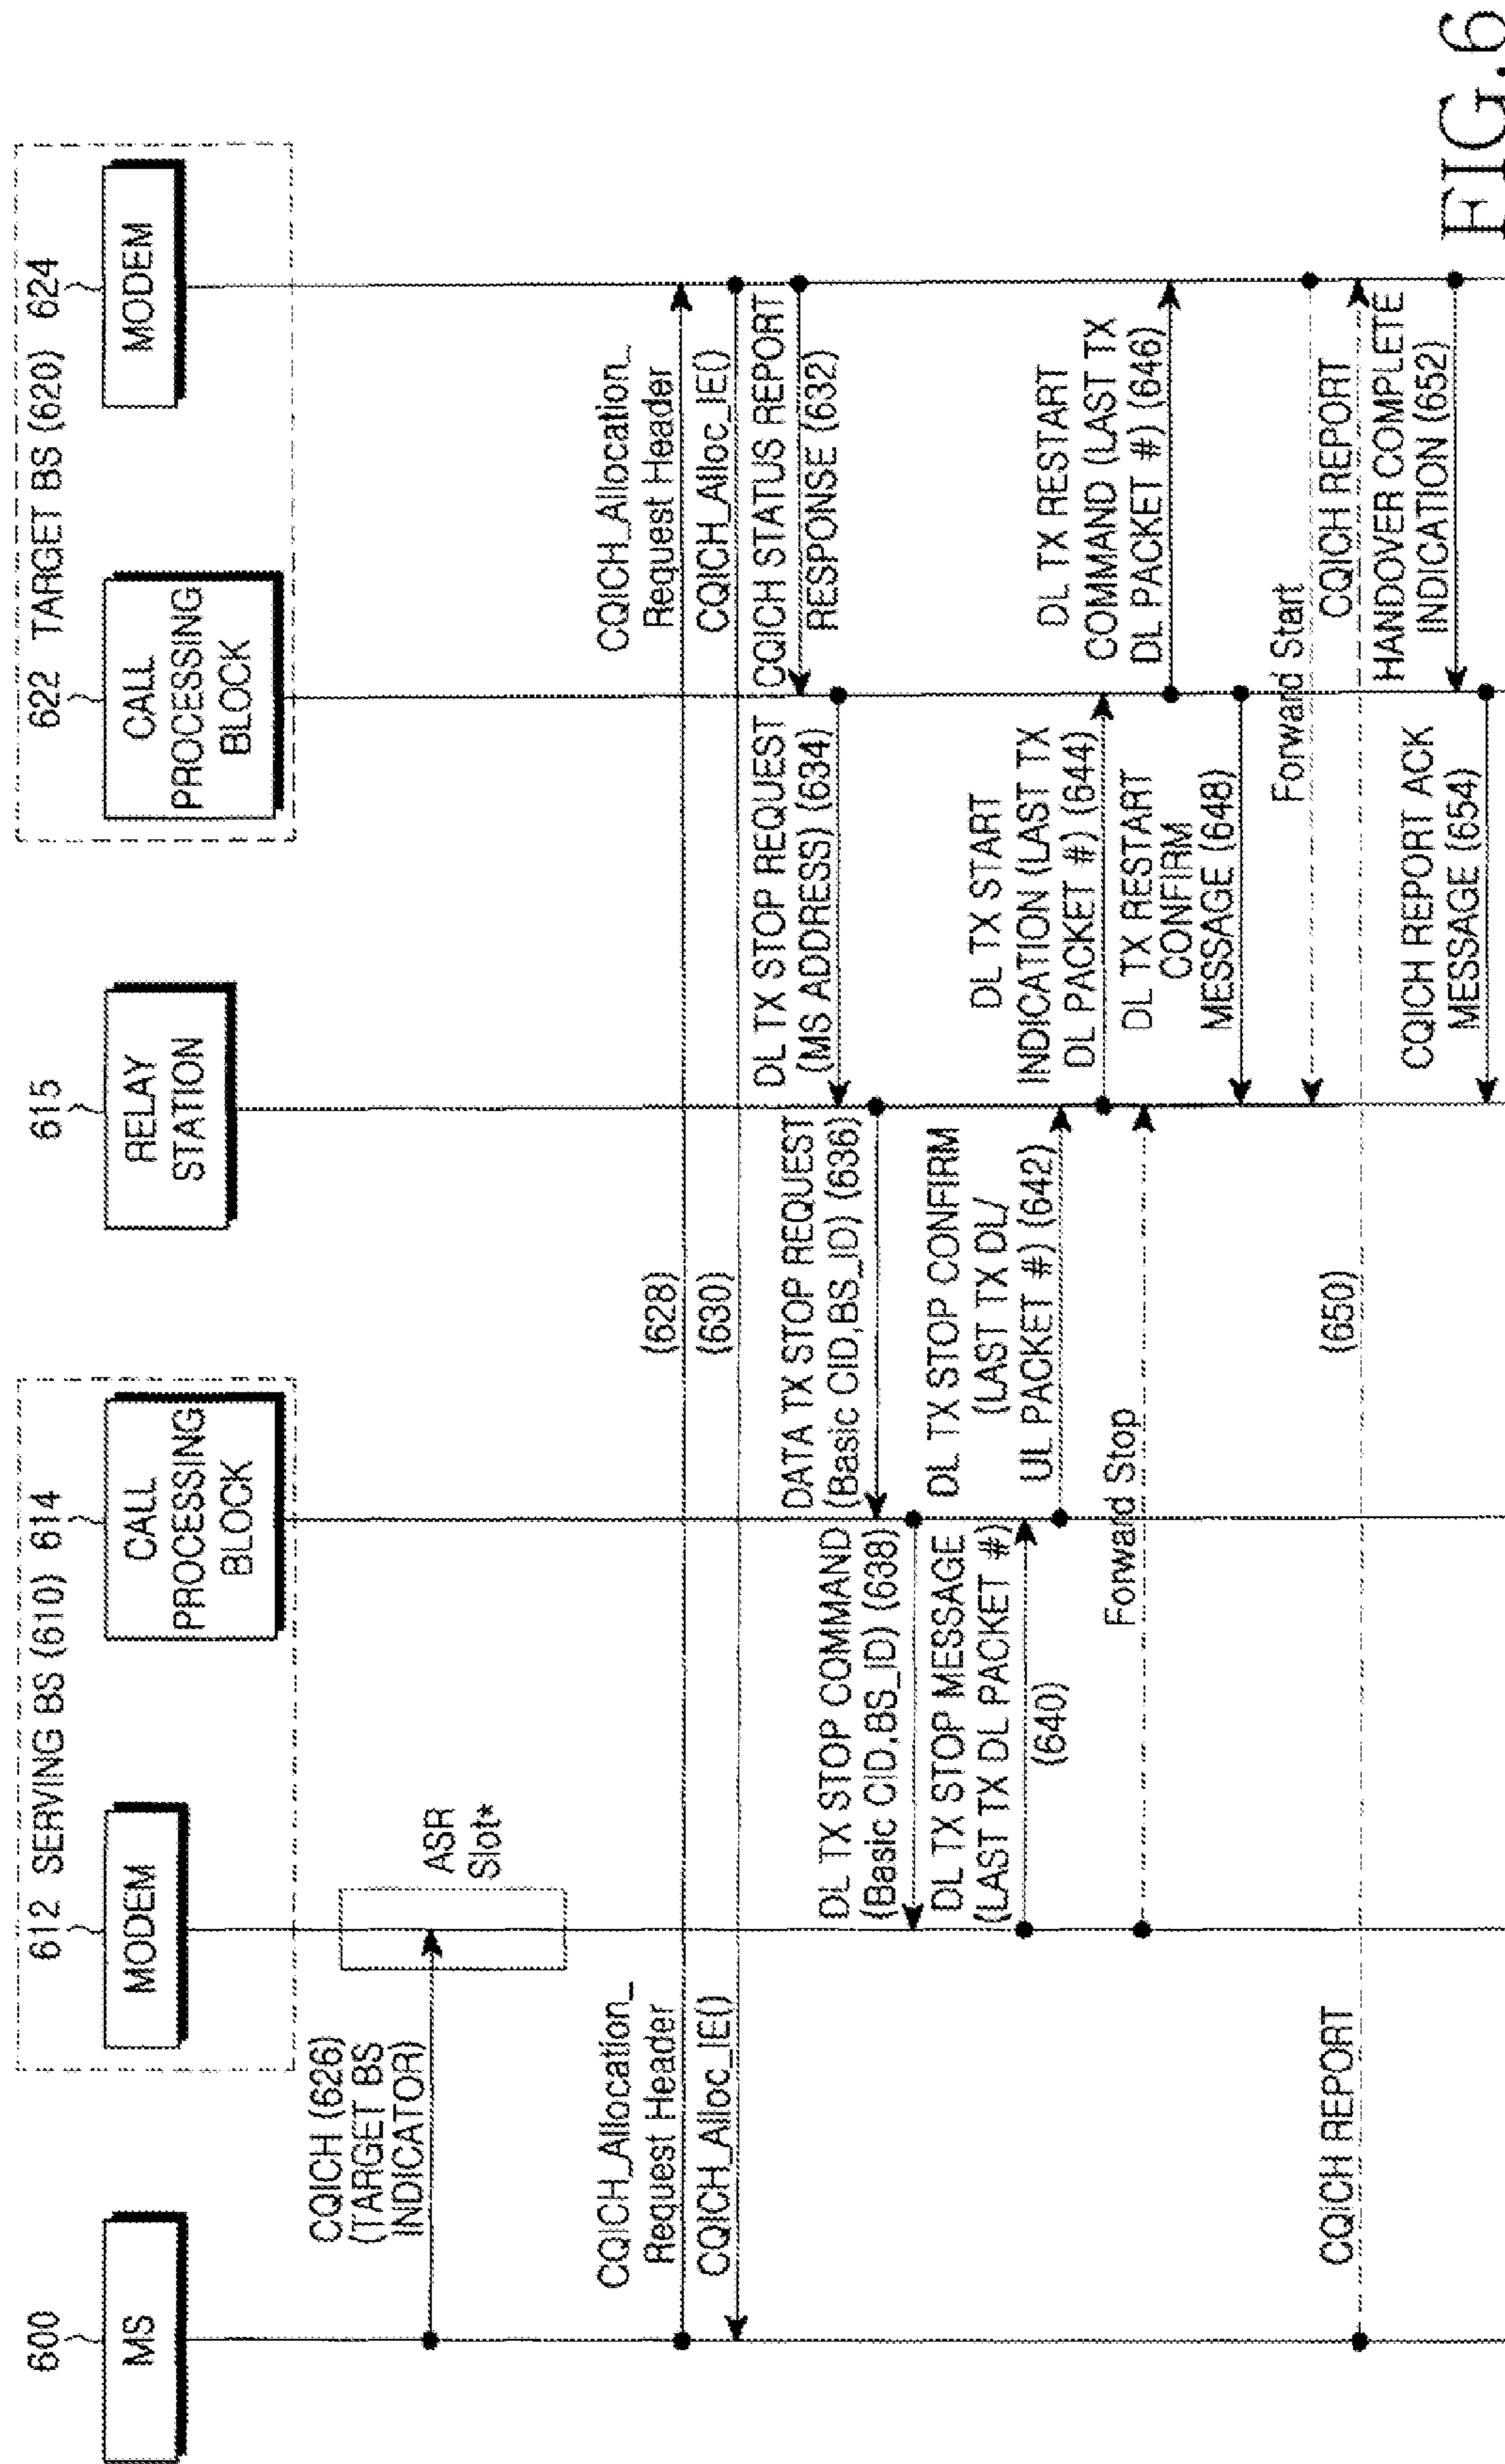 600
612 SERVING BS (610) 614
615
622 TARGET BS (620) 624
MS
MODEM
CALL
PROCESSING
BLOCK
RELAY
STATION
CALL
PROCESSING
BLOCK
MODEM
CQICH (626)
(TARGET BS
INDICATOR)
ASR
Slot*
CQICH_Allocation_
Request Header
(628)
CQICH_Allocation_
Request Header
CQICH_Alloc_IE()
(630)
CQICH_Alloc_IE()
CQICH STATUS REPORT
RESPONSE (632)
DL TX STOP REQUEST
(MS ADDRESS) (634)
DATA TX STOP REQUEST
(Basic CID,BS_ID) (636)
DL TX STOP COMMAND
(Basic CID,BS_ID) (638)
DL TX STOP MESSAGE
(LAST TX DL PACKET #)
(640)
DL TX STOP CONFIRM
(LAST TX DL/
UL PACKET #) (642)
DL TX START
INDICATION (LAST TX
DL PACKET #) (644)
Forward Stop
DL TX RESTART
COMMAND (LAST TX
DL PACKET #) (646)
DL TX RESTART
CONFIRM
MESSAGE (648)
Forward Start
CQICH REPORT
(650)
CQICH REPORT
HANDOVER COMPLETE
INDICATION (652)
CQICH REPORT ACK
MESSAGE (654)
FIG.6